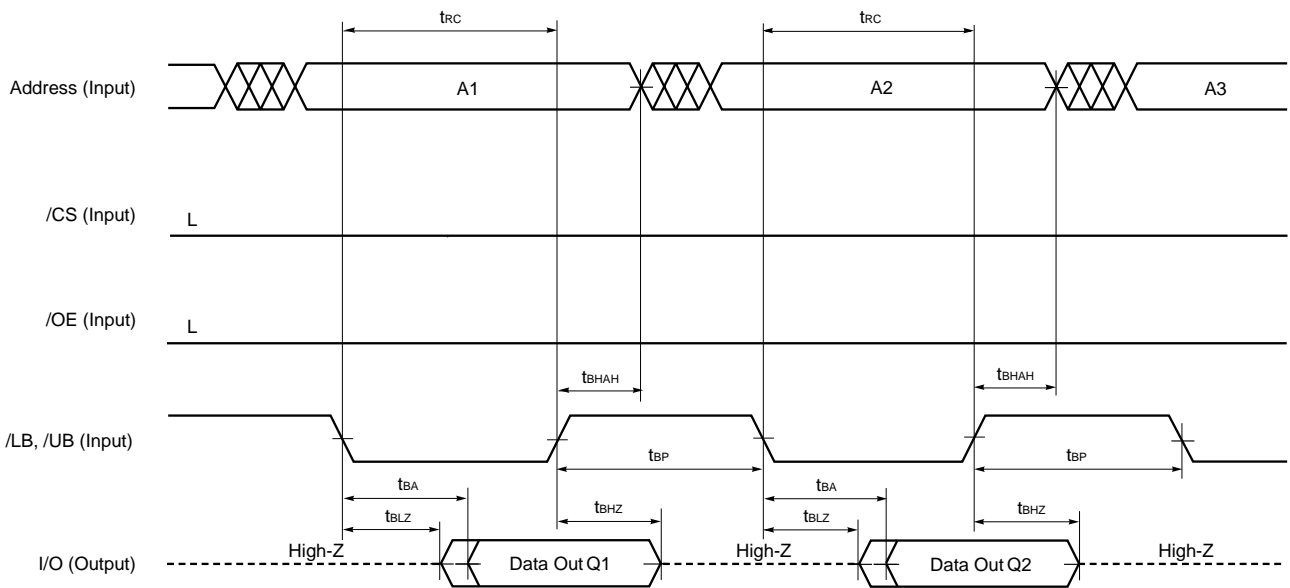 tRC tRC
Address (Input) A1 A2 A3
/CS (Input) L
/OE (Input) L
tBHAH tBHAH
/LB, /UB (Input)
tBP tBP
tBA tBA
tBLZ tBHZ tBLZ tBHZ
I/O (Output) High-Z Data Out Q1 High-Z Data Out Q2 High-Z